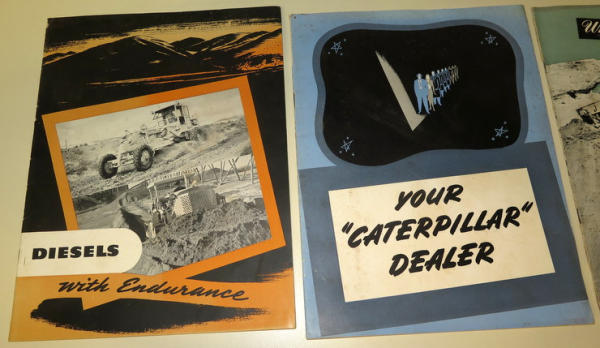 DIESELS
with Endurance
YOUR
"CATERPILLAR"
DEALER